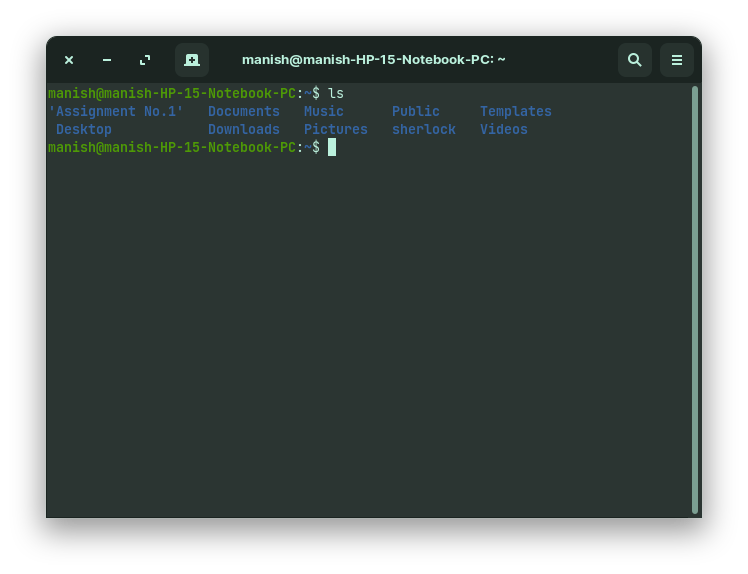 manish@manish-HP-15-Notebook-PC: ~
manish@manish-HP-15-Notebook-PC:~$ ls
'Assignment No.1'   Documents   Music      Public     Templates
 Desktop            Downloads   Pictures   sherlock   Videos
manish@manish-HP-15-Notebook-PC:~$